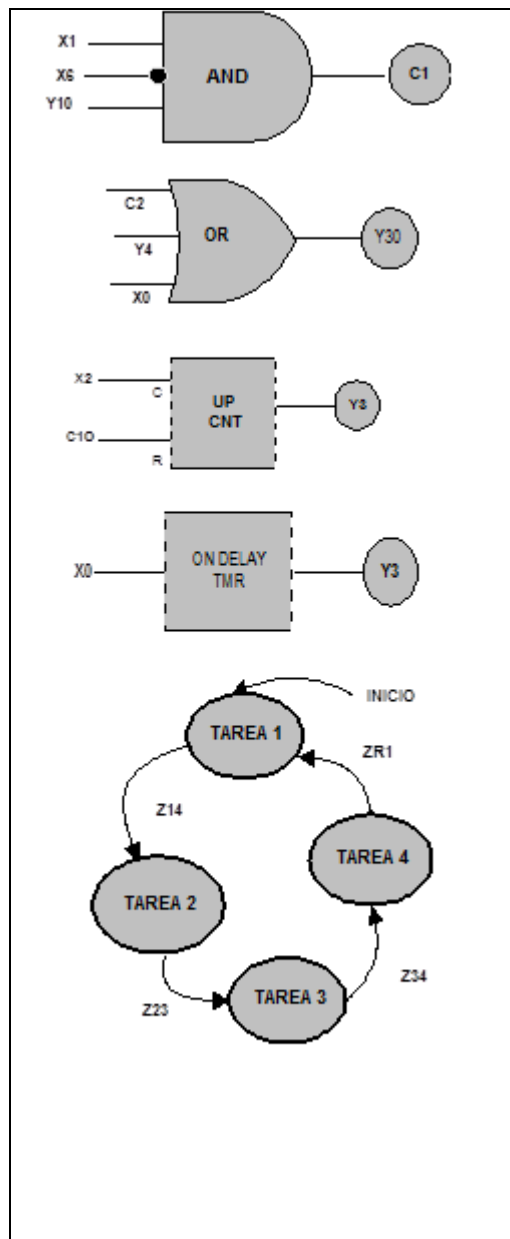 X1
X6
Y10
AND
C1
C2
Y4
X0
OR
Y30
X2
C
C10
R
UP
CNT
Y8
X0
ON DELAY
TMR
Y3
INICIO
TAREA 1
ZR1
Z14
TAREA 4
TAREA 2
Z34
TAREA 3
Z23